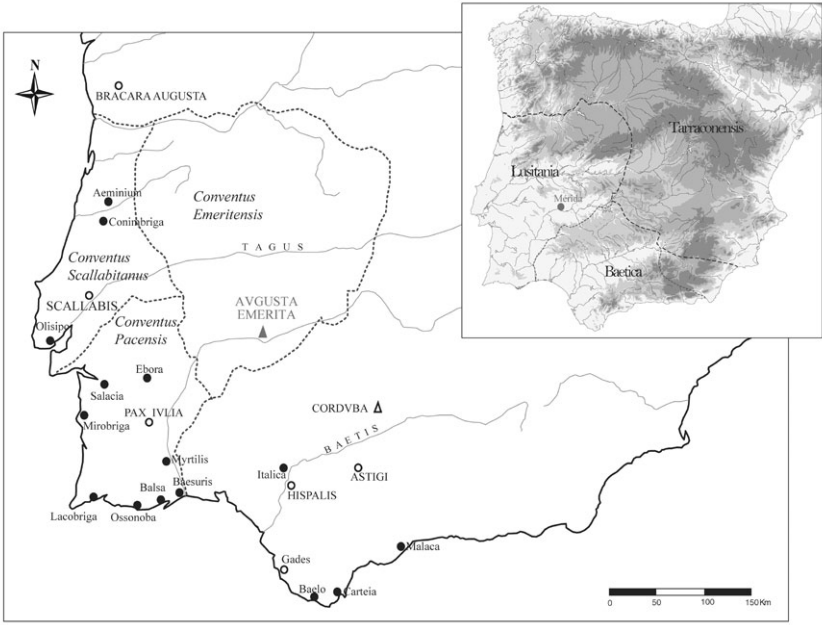 N
BRACARA AUGUSTA
Aeminium
Conimbriga
Conventus
Emeritensis
TAGUS
Conventus
Scallabitanus
SCALLABIS
Olisipo
Conventus
Pacensis
AVGUSTA
EMERITA
Ebora
Salacia
Mirobriga
PAX IVLIA
CORDVBA
BAETIS
Myrtilis
Italica
ASTIGI
HISPALIS
Balsa
Baesuris
Lacobriga
Ossonoba
Gades
Malaca
Baelo
Carteia
0 50 100 150 Km
Tarraconensis
Lusitania
Mérida
Baetica